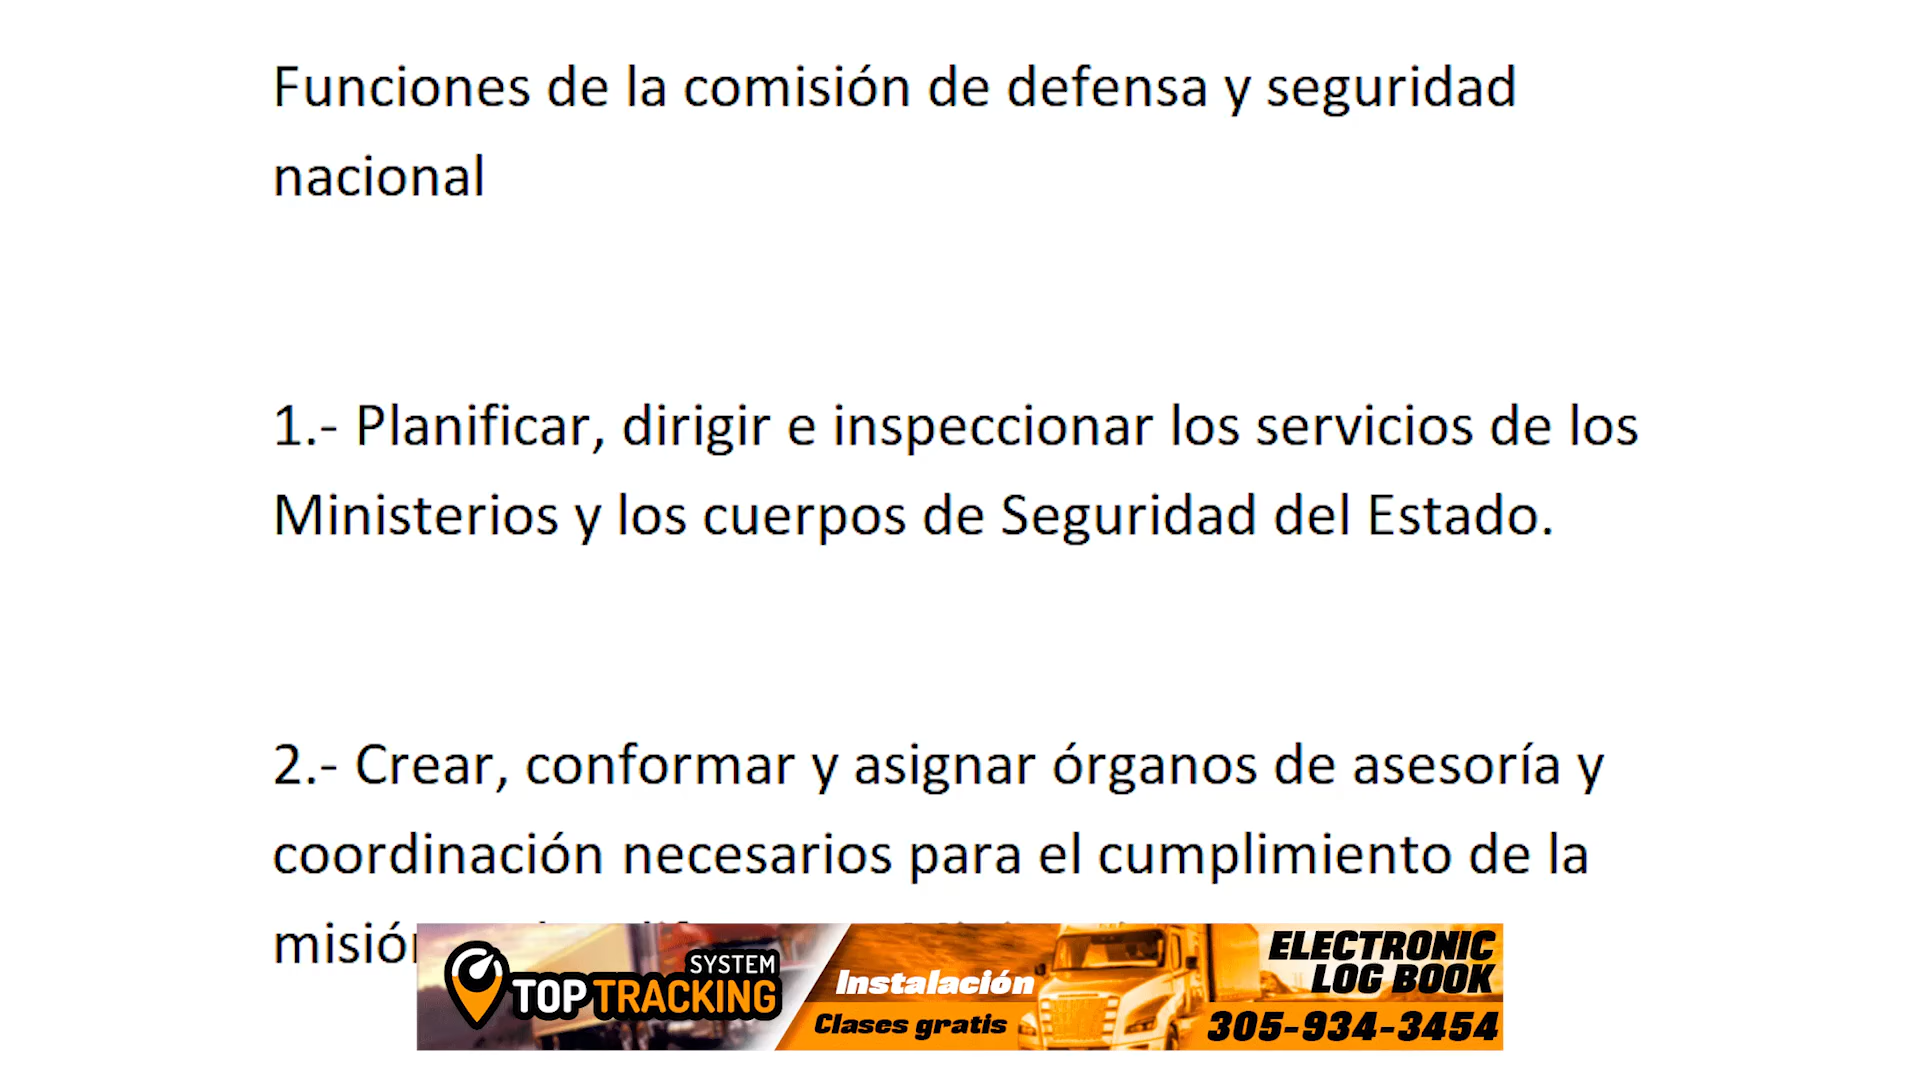 Funciones de la comisión de defensa y seguridad
nacional
1.- Planificar, dirigir e inspeccionar los servicios de los
Ministerios y los cuerpos de Seguridad del Estado.
2.- Crear, conformar y asignar órganos de asesoría y
coordinación necesarios para el cumplimiento de la
SYSTEM
TOPTRACKING
Instalación
Clases gratis
ELECTRONIC
LOG BOOK
305-934-3454